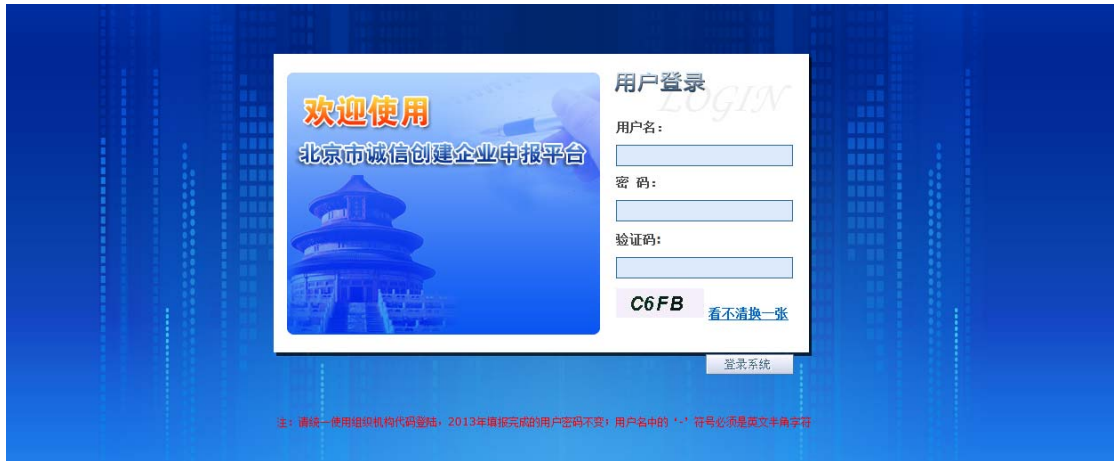 欢迎使用
北京市诚信创建企业申报平台
用户登录
LOGIN
用户名：
密 码：
验证码：
C6FB
看不清换一张
登录系统
注：请统一使用组织机构代码登陆，2013年填报完成的用户密码不变；用户名中的‘-’符号必须是英文半角字符